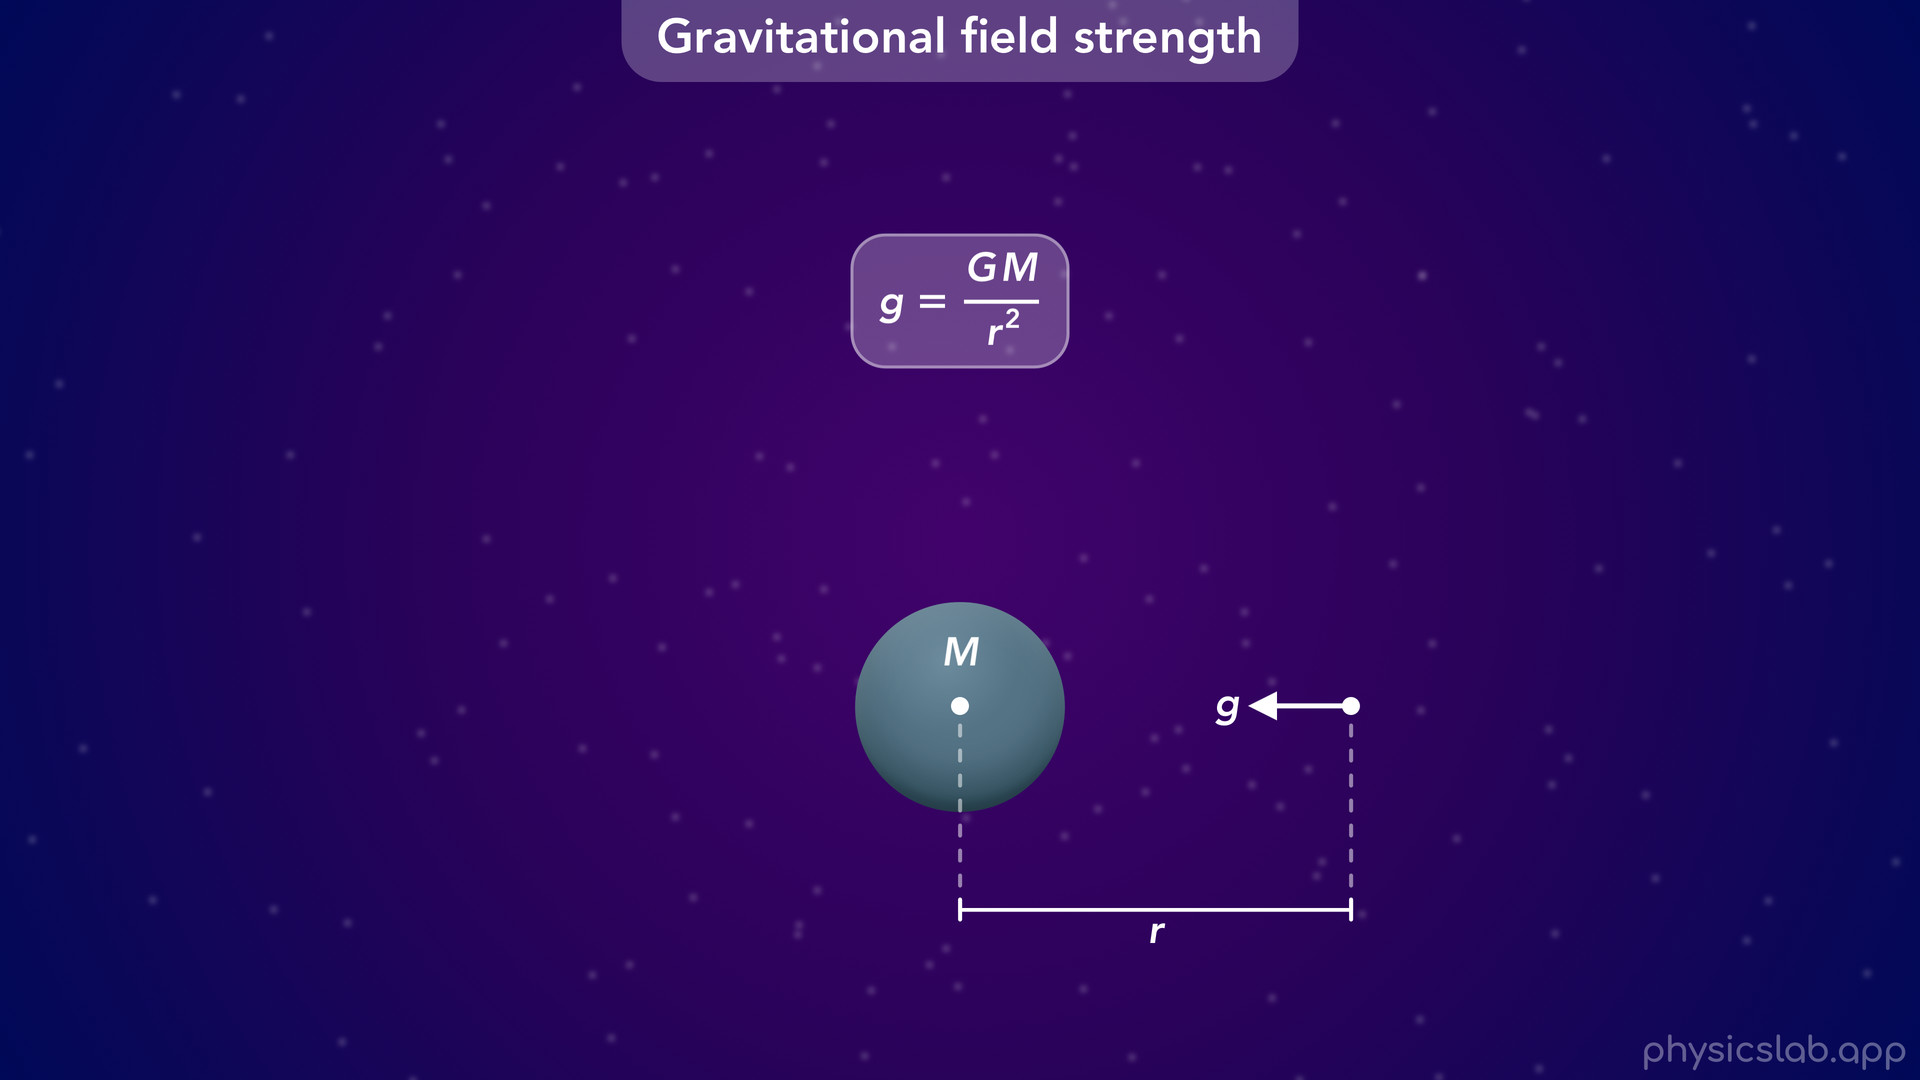 Gravitational field strength
g = GM / r²
M
g
r
physicslab.app